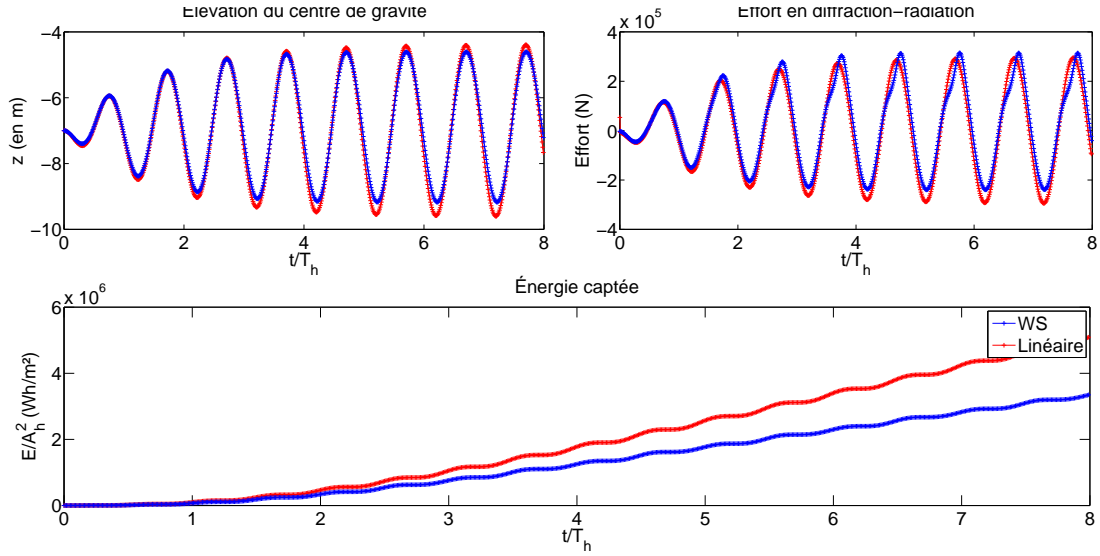 Elevation du centre de gravite
−4
−6
−8
−10
z (en m)
0
2
4
6
8
t/T_h
Effort en diffraction−radiation
x 10^5
4
2
0
−2
−4
Effort (N)
0
2
4
6
8
t/T_h
Énergie captée
x 10^6
6
4
2
0
E/A_h^2 (Wh/m²)
WS
Linéaire
0
1
2
3
4
5
6
7
8
t/T_h